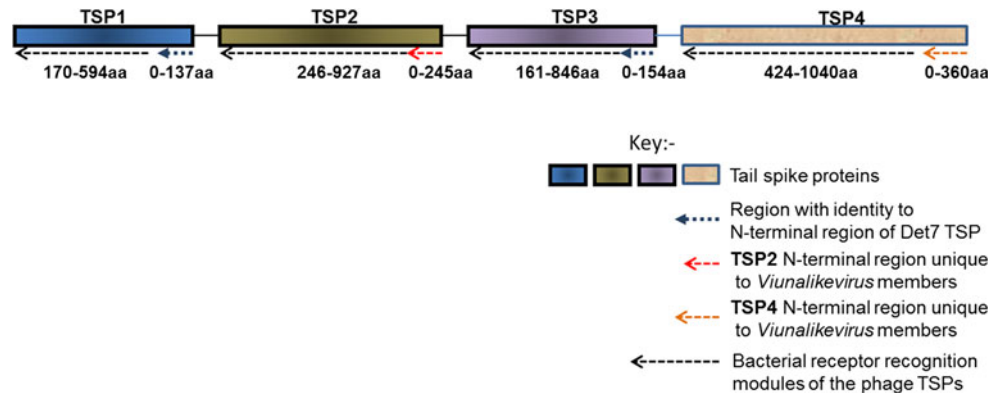 TSP1 TSP2 TSP3 TSP4
170-594aa 0-137aa 246-927aa 0-245aa 161-846aa 0-154aa 424-1040aa 0-360aa
Key:-
Tail spike proteins
Region with identity to
N-terminal region of Det7 TSP
TSP2 N-terminal region unique
to Viunalikevirus members
TSP4 N-terminal region unique
to Viunalikevirus members
Bacterial receptor recognition
modules of the phage TSPs